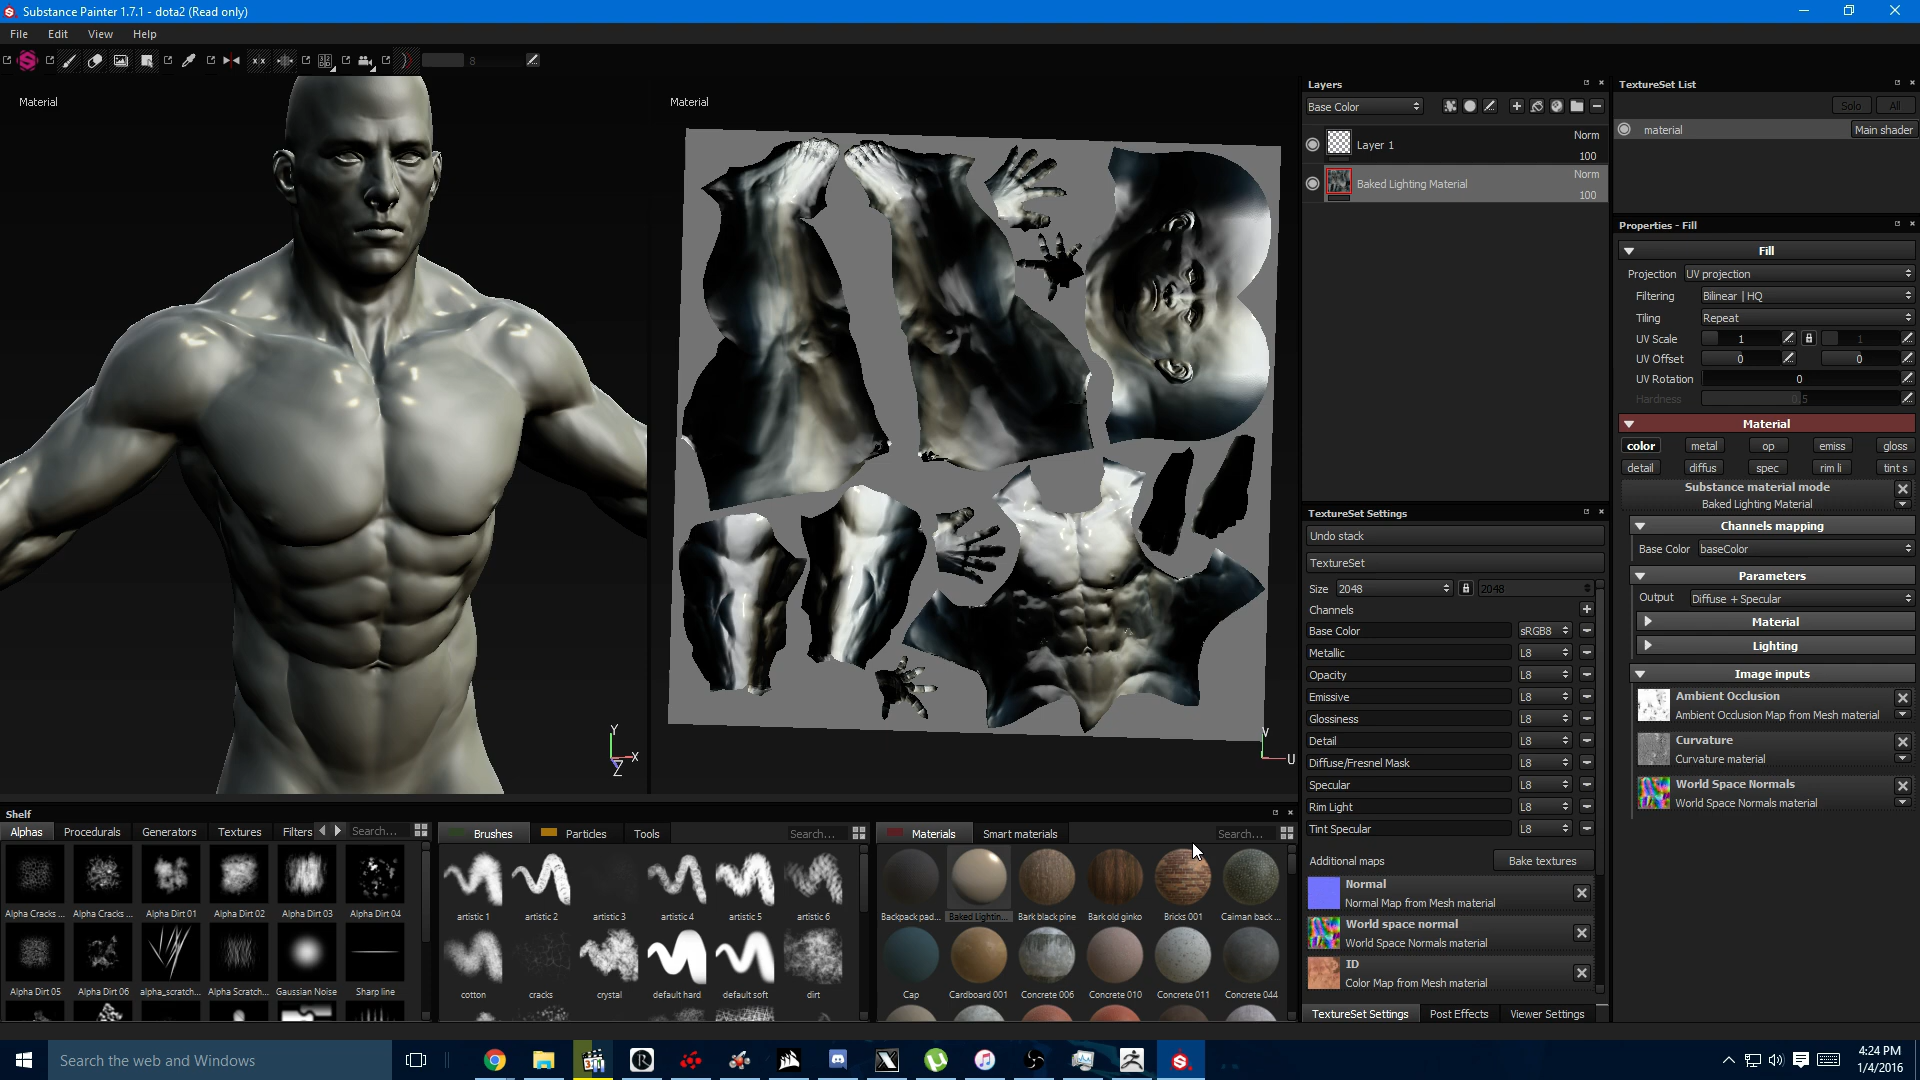 Substance Painter 1.7.1 - dota2 (Read only)
File Edit View Help
8
Material
Material
Y
X
Z
V
U
Layers
Base Color
Layer 1
Norm
100
Baked Lighting Material
Norm
100
TextureSet List
Solo All
material
Main shader
Properties - Fill
Fill
Projection UV projection
Filtering Bilinear | HQ
Tiling Repeat
UV Scale 1 1
UV Offset 0 0
UV Rotation 0
Hardness 0.5
Material
color metal op emiss gloss
detail diffus spec rim li tint s
Substance material mode
Baked Lighting Material
Channels mapping
Base Color baseColor
Parameters
Output Diffuse + Specular
Material
Lighting
Image inputs
Ambient Occlusion
Ambient Occlusion Map from Mesh material
Curvature
Curvature material
World Space Normals
World Space Normals material
TextureSet Settings
Undo stack
TextureSet
Size 2048 2048
Channels
Base Color sRGB8
Metallic L8
Opacity L8
Emissive L8
Glossiness L8
Detail L8
Diffuse/Fresnel Mask L8
Specular L8
Rim Light L8
Tint Specular L8
Additional maps Bake textures
Normal
Normal Map from Mesh material
World space normal
World Space Normals material
ID
Color Map from Mesh material
TextureSet Settings Post Effects Viewer Settings
Shelf
Alphas Procedurals Generators Textures Filters Search...
Alpha Cracks ... Alpha Cracks ... Alpha Dirt 01 Alpha Dirt 02 Alpha Dirt 03 Alpha Dirt 04
Alpha Dirt 05 Alpha Dirt 06 alpha_scratch... Alpha Scratch... Gaussian Noise Sharp line
Brushes Particles Tools Search...
artistic 1 artistic 2 artistic 3 artistic 4 artistic 5 artistic 6
cotton cracks crystal default hard default soft dirt
Materials Smart materials Search...
Backpack pad... Baked Lightin... Bark black pine Bark old ginko Bricks 001 Caiman back ...
Cap Cardboard 001 Concrete 006 Concrete 010 Concrete 011 Concrete 044
Search the web and Windows
4:24 PM
1/4/2016